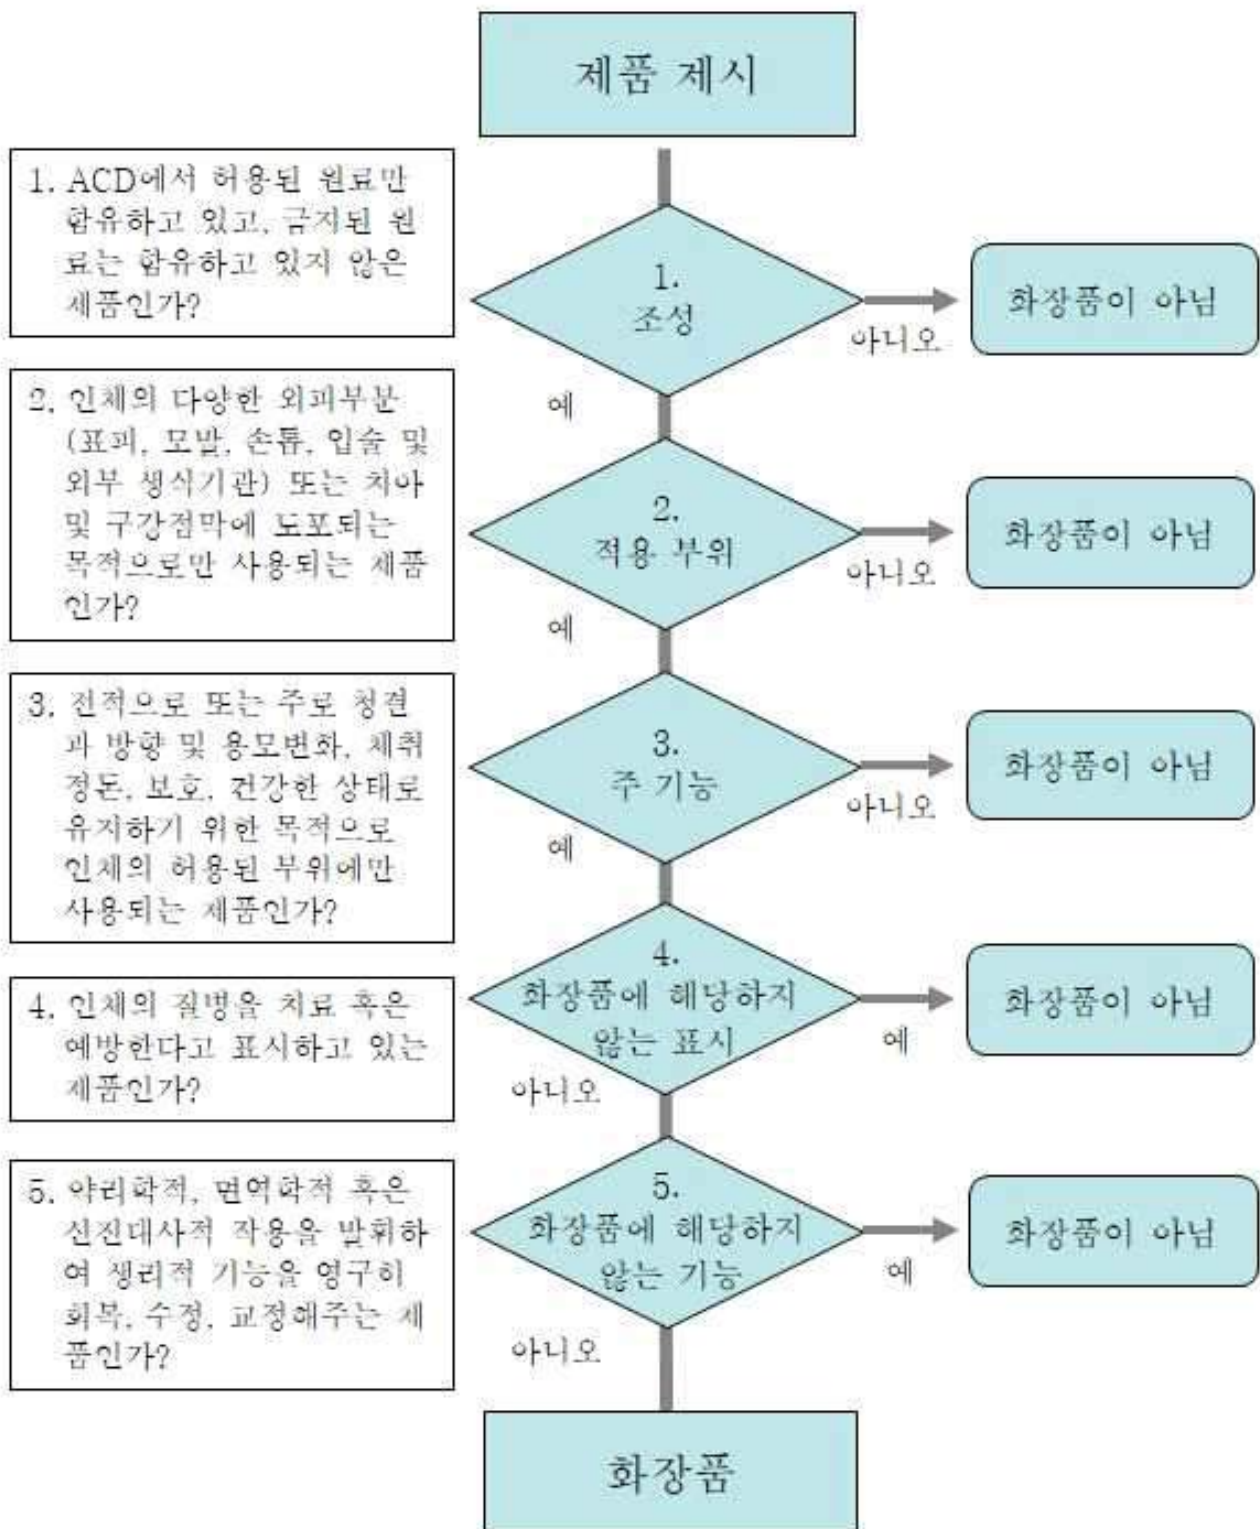 제품 제시
1. ACD에서 허용된 원료만
함유하고 있고, 금지된 원
료는 함유하고 있지 않은
제품인가?
1.
조성
아니오
화장품이 아님
예
2. 인체의 다양한 외피부분
(표피, 모발, 손톱, 입술 및
외부 생식기관) 또는 치아
및 구강점막에 도포되는
목적으로만 사용되는 제품
인가?
2.
적용 부위
아니오
화장품이 아님
예
3. 전적으로 또는 주로 청결
과 방향 및 용모변화, 체취
정돈, 보호, 건강한 상태로
유지하기 위한 목적으로
인체의 허용된 부위에만
사용되는 제품인가?
3.
주 기능
아니오
화장품이 아님
예
4. 인체의 질병을 치료 혹은
예방한다고 표시하고 있는
제품인가?
4.
화장품에 해당하지
않는 표시
예
화장품이 아님
아니오
5. 약리학적, 면역학적 혹은
신진대사적 작용을 발휘하
여 생리적 기능을 영구히
회복, 수정, 교정해주는 제
품인가?
5.
화장품에 해당하지
않는 기능
예
화장품이 아님
아니오
화장품